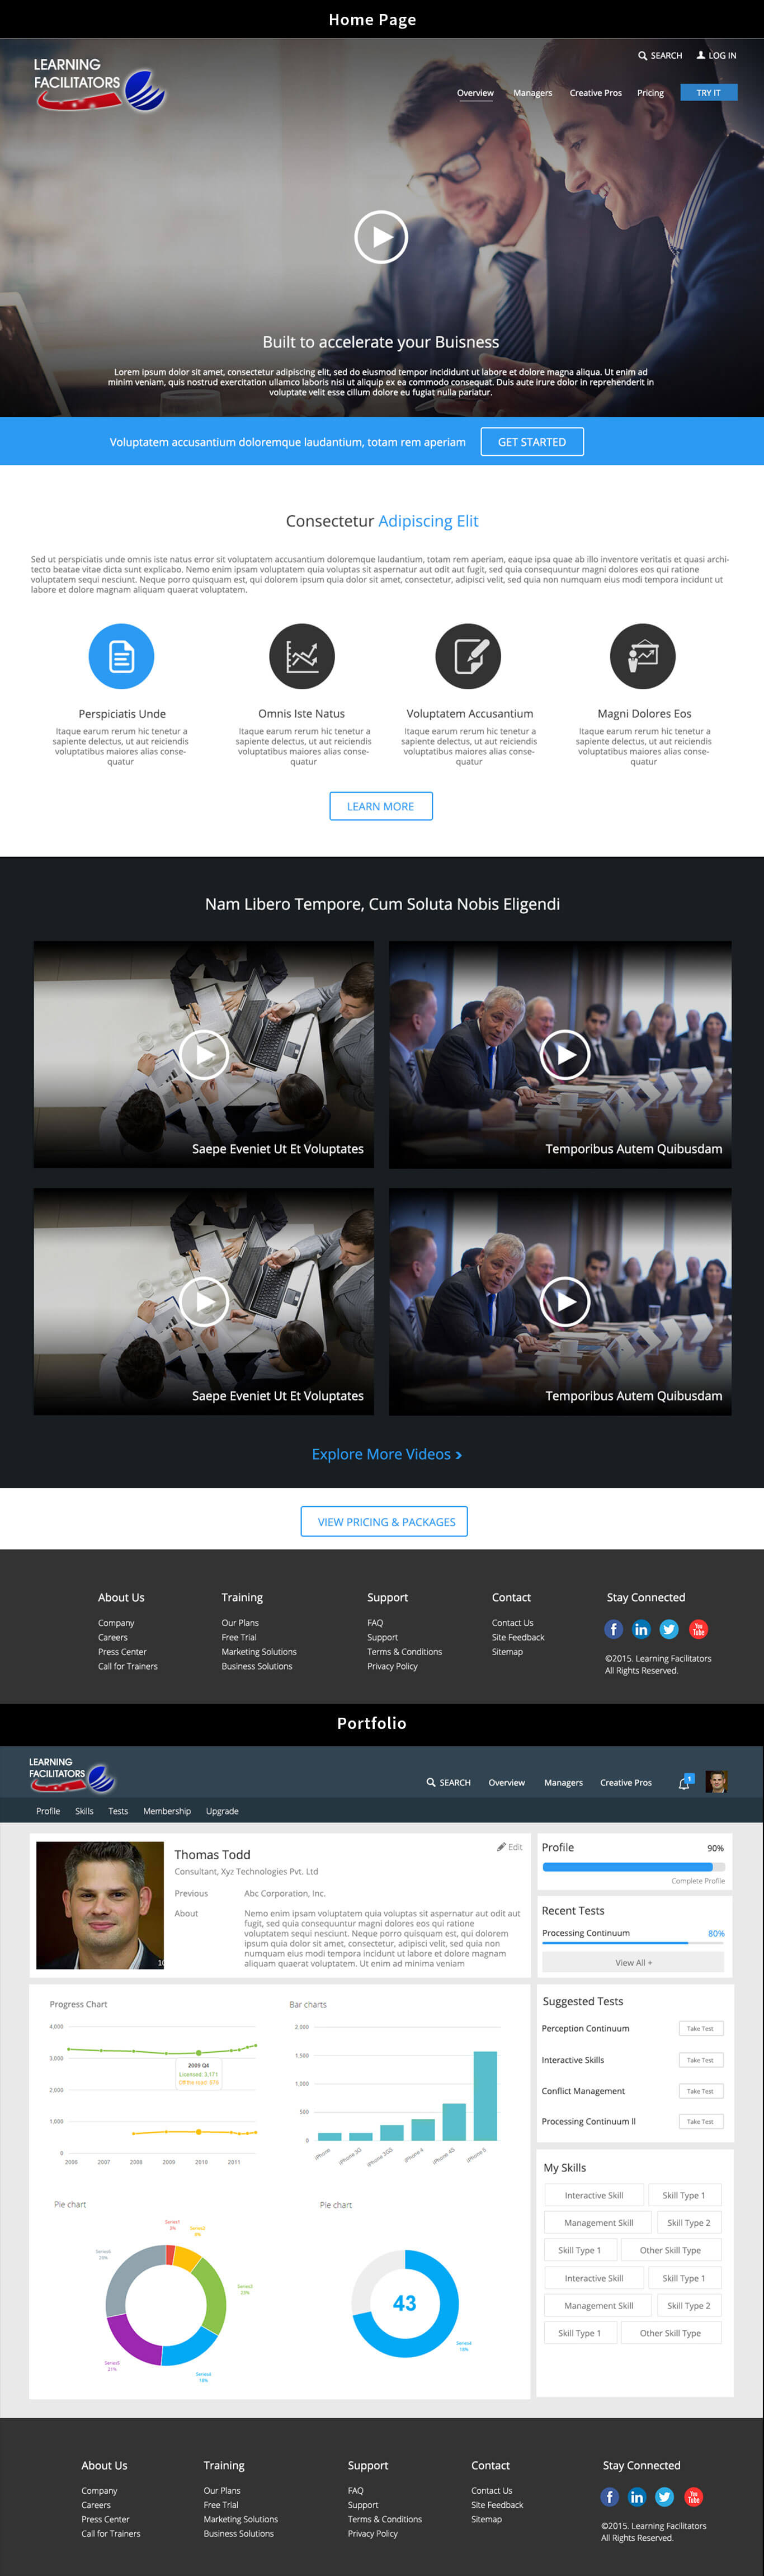 Home Page
LEARNING
FACILITATORS
SEARCH LOG IN
Overview Managers Creative Pros Pricing TRY IT
Built to accelerate your Buisness
Lorem ipsum dolor sit amet, consectetur adipiscing elit, sed do eiusmod tempor incididunt ut labore et dolore magna aliqua. Ut enim ad
minim veniam, quis nostrud exercitation ullamco laboris nisi ut aliquip ex ea commodo consequat. Duis aute irure dolor in reprehenderit in
voluptate velit esse cillum dolore eu fugiat nulla pariatur.
Voluptatem accusantium doloremque laudantium, totam rem aperiam GET STARTED
Consectetur Adipiscing Elit
Sed ut perspiciatis unde omnis iste natus error sit voluptatem accusantium doloremque laudantium, totam rem aperiam, eaque ipsa quae ab illo inventore veritatis et quasi archi-
tecto beatae vitae dicta sunt explicabo. Nemo enim ipsam voluptatem quia voluptas sit aspernatur aut odit aut fugit, sed quia consequuntur magni dolores eos qui ratione
voluptatem sequi nesciunt. Neque porro quisquam est, qui dolorem ipsum quia dolor sit amet, consectetur, adipisci velit, sed quia non numquam eius modi tempora incidunt ut
labore et dolore magnam aliquam quaerat voluptatem.
Perspiciatis Unde
Itaque earum rerum hic tenetur a
sapiente delectus, ut aut reiciendis
voluptatibus maiores alias conse-
quatur
Omnis Iste Natus
Itaque earum rerum hic tenetur a
sapiente delectus, ut aut reiciendis
voluptatibus maiores alias conse-
quatur
Voluptatem Accusantium
Itaque earum rerum hic tenetur a
sapiente delectus, ut aut reiciendis
voluptatibus maiores alias conse-
quatur
Magni Dolores Eos
Itaque earum rerum hic tenetur a
sapiente delectus, ut aut reiciendis
voluptatibus maiores alias conse-
quatur
LEARN MORE
Nam Libero Tempore, Cum Soluta Nobis Eligendi
Saepe Eveniet Ut Et Voluptates
Temporibus Autem Quibusdam
Saepe Eveniet Ut Et Voluptates
Temporibus Autem Quibusdam
Explore More Videos >
VIEW PRICING & PACKAGES
About Us
Company
Careers
Press Center
Call for Trainers
Training
Our Plans
Free Trial
Marketing Solutions
Business Solutions
Support
FAQ
Support
Terms & Conditions
Privacy Policy
Contact
Contact Us
Site Feedback
Sitemap
Stay Connected
f in You Tube
©2015. Learning Facilitators
All Rights Reserved.
Portfolio
LEARNING
FACILITATORS
SEARCH Overview Managers Creative Pros 1
Profile Skills Tests Membership Upgrade
Thomas Todd
Edit
Consultant, Xyz Technologies Pvt. Ltd
Previous Abc Corporation, Inc.
About Nemo enim ipsam voluptatem quia voluptas sit aspernatur aut odit aut
fugit, sed quia consequuntur magni dolores eos qui ratione
voluptatem sequi nesciunt. Neque porro quisquam est, qui dolorem
ipsum quia dolor sit amet, consectetur, adipisci velit, sed quia non
numquam eius modi tempora incidunt ut labore et dolore magnam
aliquam quaerat voluptatem. Ut enim ad minima veniam
Profile 90%
Complete Profile
Recent Tests
Processing Continuum 80%
View All +
Progress Chart
4,000
3,000
2,000
1,000
0
2009 Q4
Licensed: 3,171
Off the road: 676
2006 2007 2008 2009 2010 2011
Bar charts
2,000
1,500
1,000
500
0
iPhone
iPhone 3G
iPhone 3GS
iPhone 4
iPhone 4S
iPhone 5
Suggested Tests
Perception Continuum Take Test
Interactive Skills Take Test
Conflict Management Take Test
Processing Continuum II Take Test
Pie chart
Series1
Pie chart
43
My Skills
Interactive Skill Skill Type 1
Management Skill Skill Type 2
Skill Type 1 Other Skill Type
Interactive Skill Skill Type 1
Management Skill Skill Type 2
Skill Type 1 Other Skill Type
About Us
Company
Careers
Press Center
Call for Trainers
Training
Our Plans
Free Trial
Marketing Solutions
Business Solutions
Support
FAQ
Support
Terms & Conditions
Privacy Policy
Contact
Contact Us
Site Feedback
Sitemap
Stay Connected
f in You Tube
©2015. Learning Facilitators
All Rights Reserved.